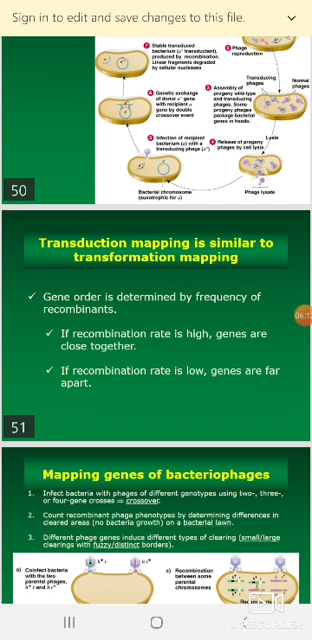 Sign in to edit and save changes to this file.
7 Stable transduced
bacterium (a+ transductant),
produced by recombination.
Linear fragments degraded
by cellular nucleases
2 Phage
reproduction
Transducing
phages
Normal
phages
6 Genetic exchange
of donor a+ gene
with recipient a
gene by double
crossover event
3 Assembly of
progeny wild-type
and transducing
phages. Some
progeny phages
package bacterial
genes in heads.
5 Infection of recipient
bacterium (a) with a
transducing phage (a+)
4 Release of progeny
phages by cell lysis
Lysis
Bacterial chromosome
(auxotrophic for a)
Phage lysate
50
Transduction mapping is similar to
transformation mapping
✓ Gene order is determined by frequency of
recombinants.
✓ If recombination rate is high, genes are
close together.
✓ If recombination rate is low, genes are far
apart.
51
Mapping genes of bacteriophages
1. Infect bacteria with phages of different genotypes using two-, three-,
or four-gene crosses ⇒ crossover.
2. Count recombinant phage phenotypes by determining differences in
cleared areas (no bacteria growth) on a bacterial lawn.
3. Different phage genes induce different types of clearing (small/large
clearings with fuzzy/distinct borders).
a) Coinfect bacteria
with the two
parental phages,
h+ r and h r+
c) Recombination
between some
parental
chromosomes